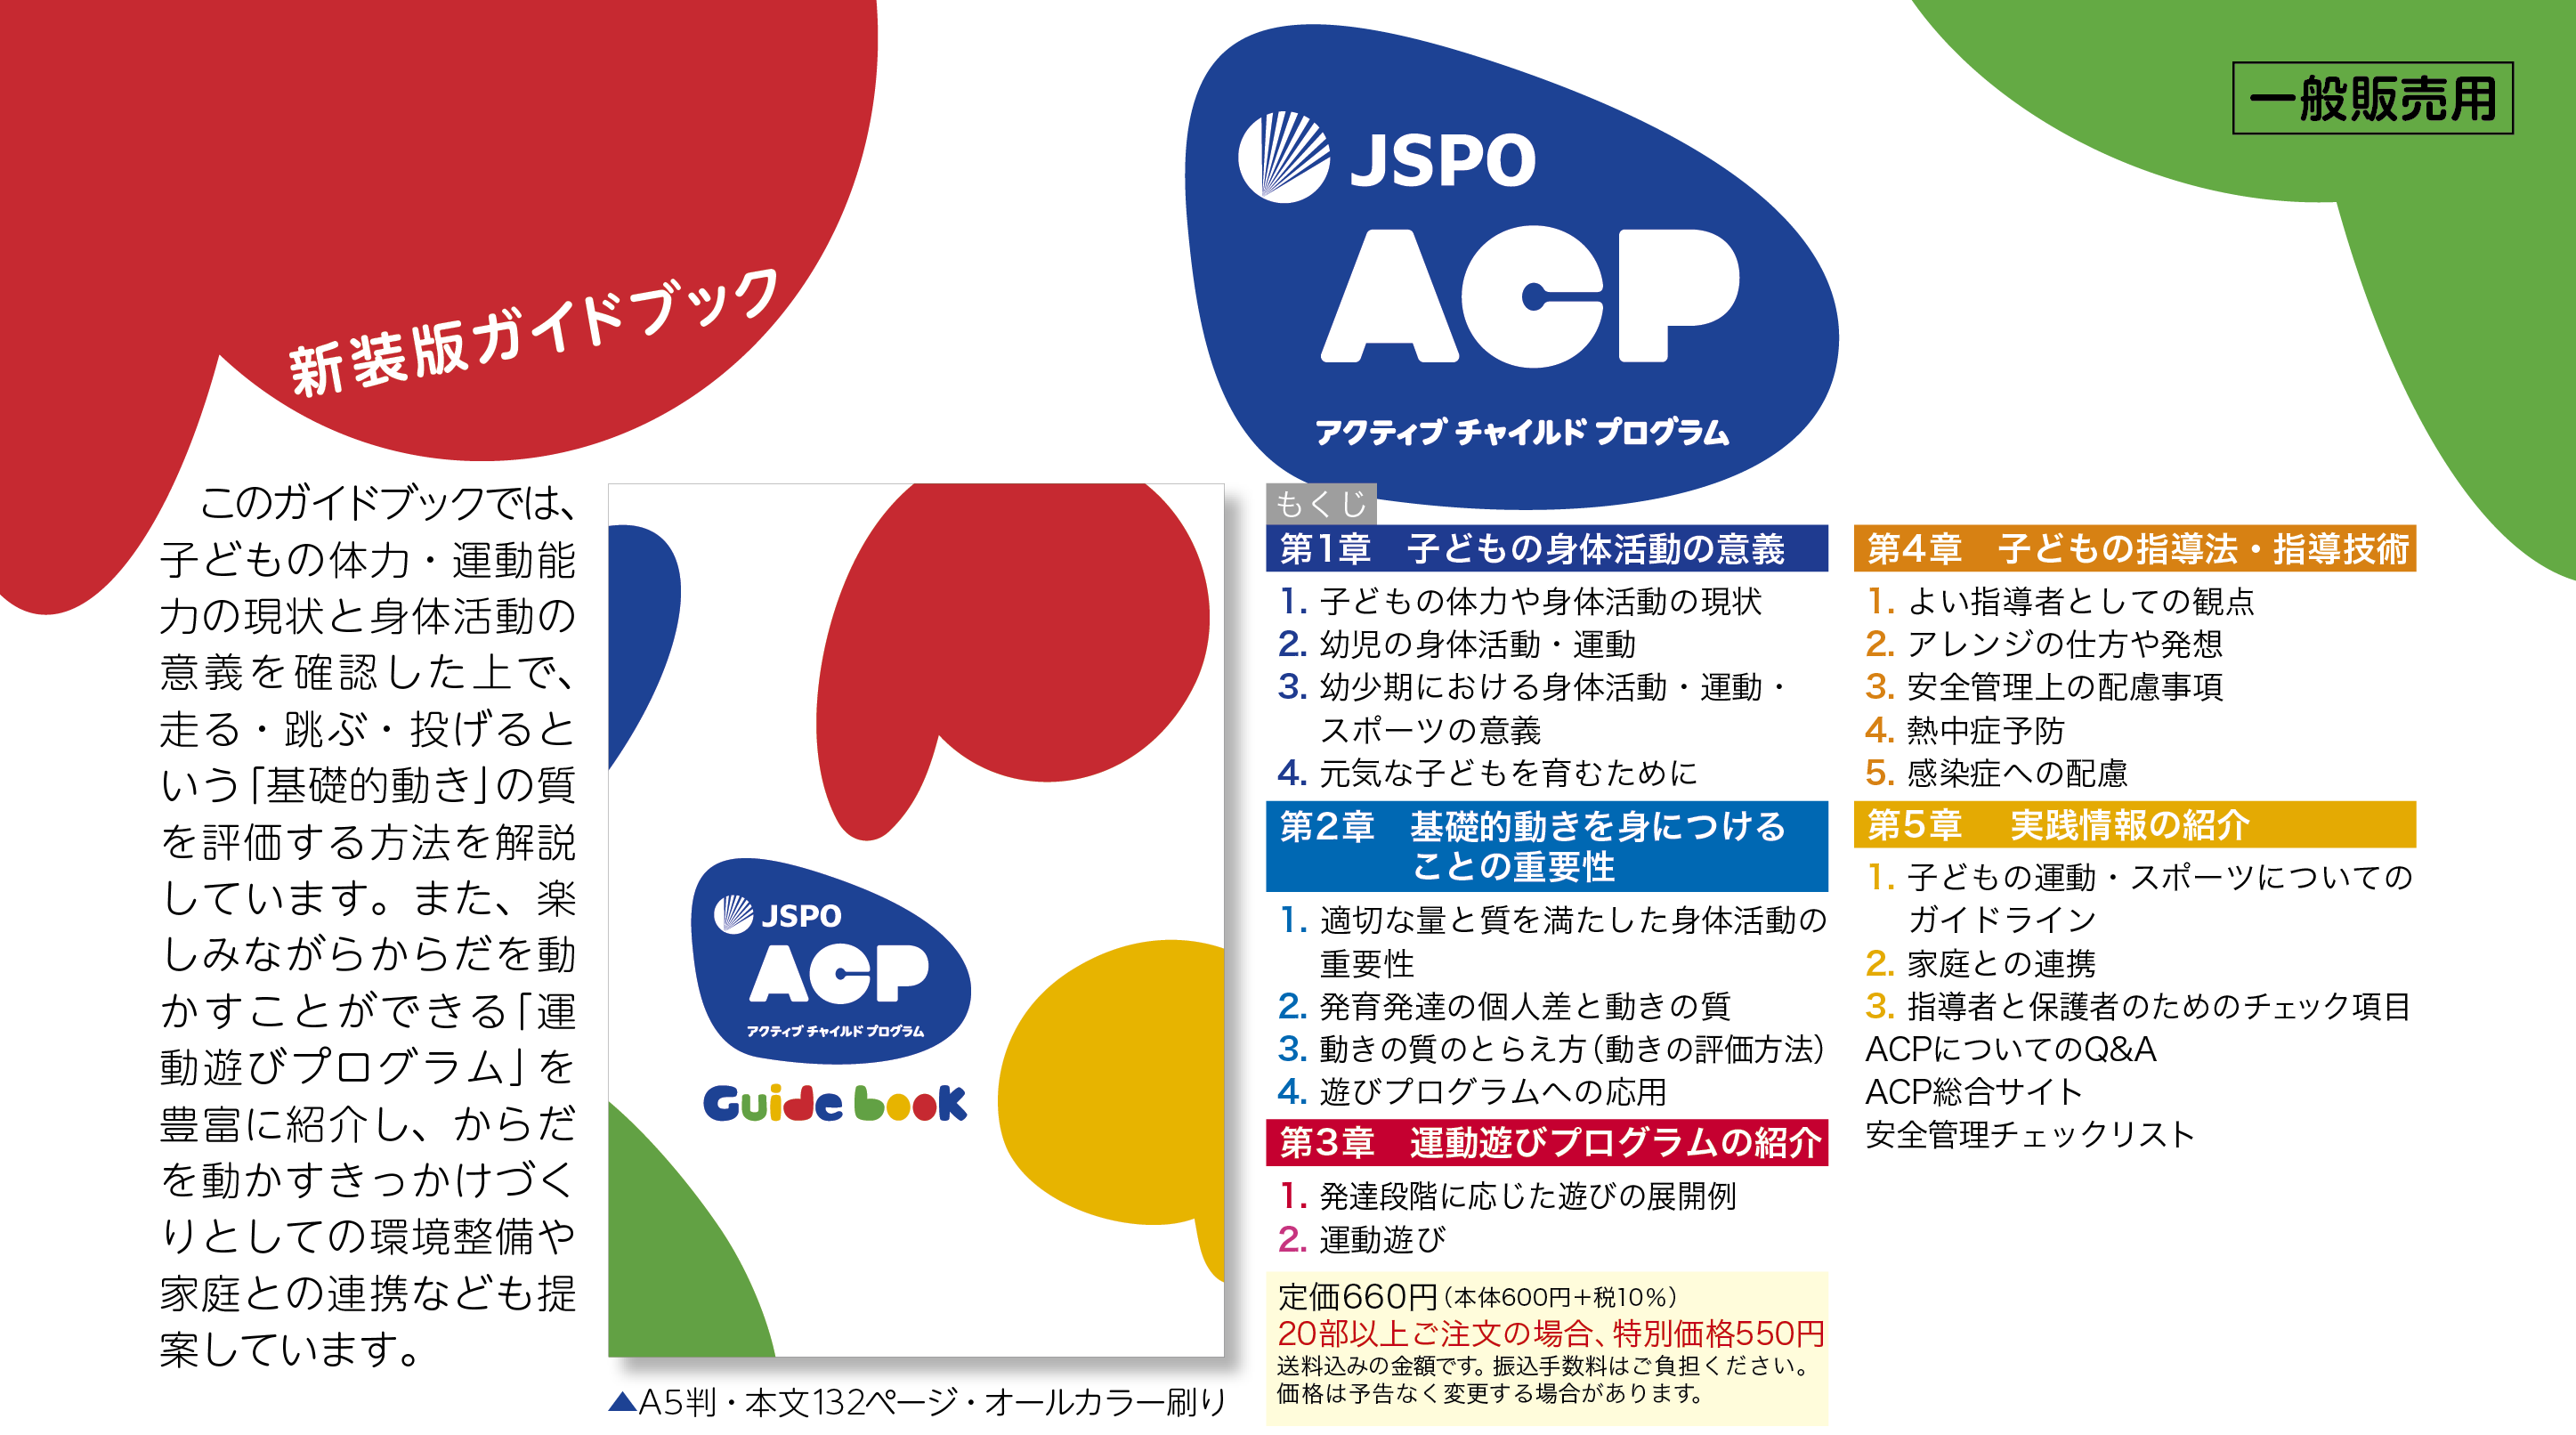 一般販売用
JSPO
ACP
アクティブ チャイルド プログラム
新装版ガイドブック
このガイドブックでは、
子どもの体力・運動能
力の現状と身体活動の
意義を確認した上で、
走る・跳ぶ・投げると
いう「基礎的動き」の質
を評価する方法を解説
しています。また、楽
しみながらからだを動
かすことができる「運
動遊びプログラム」を
豊富に紹介し、からだ
を動かすきっかけづく
りとしての環境整備や
家庭との連携なども提
案しています。
JSPO
ACP
アクティブ チャイルド プログラム
Guide book
▲A5判・本文132ページ・オールカラー刷り
もくじ
第1章 子どもの身体活動の意義
1. 子どもの体力や身体活動の現状
2. 幼児の身体活動・運動
3. 幼少期における身体活動・運動・
スポーツの意義
4. 元気な子どもを育むために
第2章 基礎的動きを身につける
ことの重要性
1. 適切な量と質を満たした身体活動の
重要性
2. 発育発達の個人差と動きの質
3. 動きの質のとらえ方(動きの評価方法)
4. 遊びプログラムへの応用
第3章 運動遊びプログラムの紹介
1. 発達段階に応じた遊びの展開例
2. 運動遊び
定価660円(本体600円+税10%)
20部以上ご注文の場合、特別価格550円
送料込みの金額です。振込手数料はご負担ください。
価格は予告なく変更する場合があります。
第4章 子どもの指導法・指導技術
1. よい指導者としての観点
2. アレンジの仕方や発想
3. 安全管理上の配慮事項
4. 熱中症予防
5. 感染症への配慮
第5章 実践情報の紹介
1. 子どもの運動・スポーツについての
ガイドライン
2. 家庭との連携
3. 指導者と保護者のためのチェック項目
ACPについてのQ&A
ACP総合サイト
安全管理チェックリスト